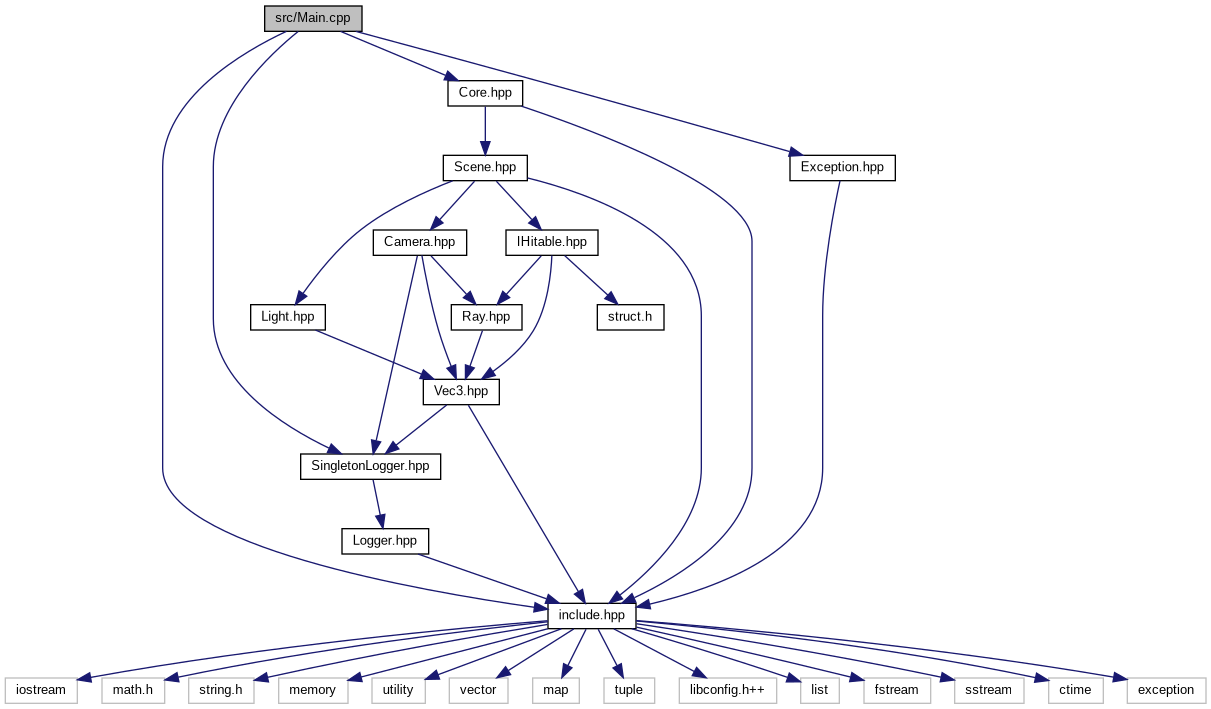 src/Main.cpp
Core.hpp
Scene.hpp
Exception.hpp
Camera.hpp
IHitable.hpp
Light.hpp
Ray.hpp
struct.h
Vec3.hpp
SingletonLogger.hpp
Logger.hpp
include.hpp
iostream
math.h
string.h
memory
utility
vector
map
tuple
libconfig.h++
list
fstream
sstream
ctime
exception